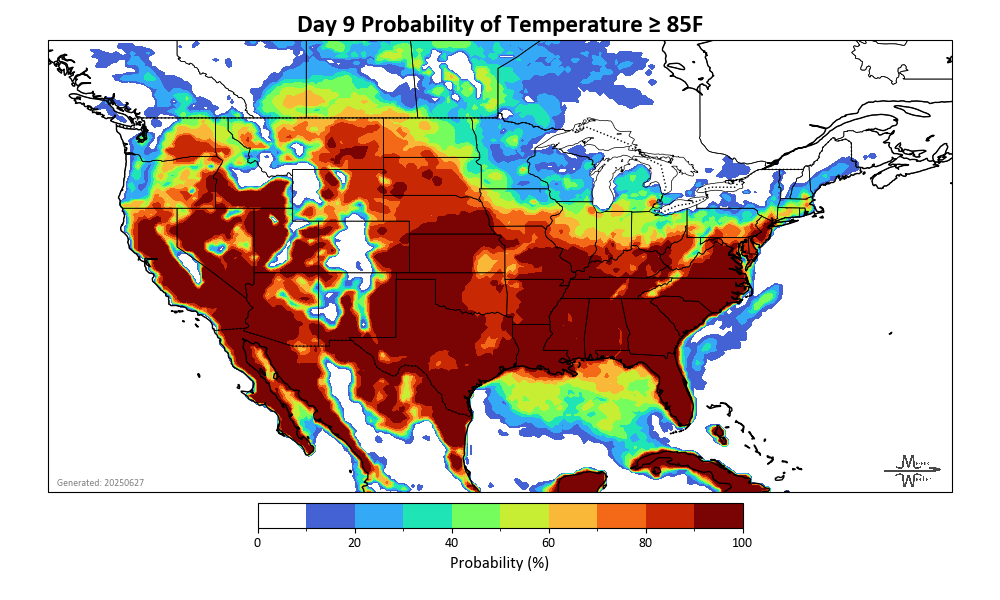 Day 9 Probability of Temperature ≥ 85F
Generated: 20250627
0 20 40 60 80 100
Probability (%)